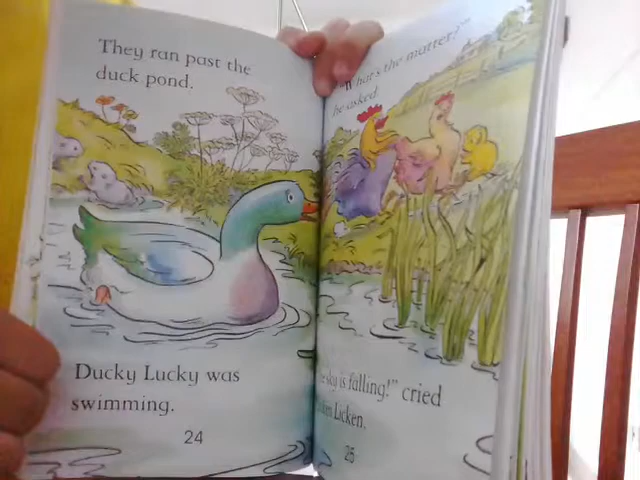 They ran past the
duck pond.
Ducky Lucky was
swimming.
24
hat's the matter?"
he asked.
sky is falling!" cried
Licken.
25